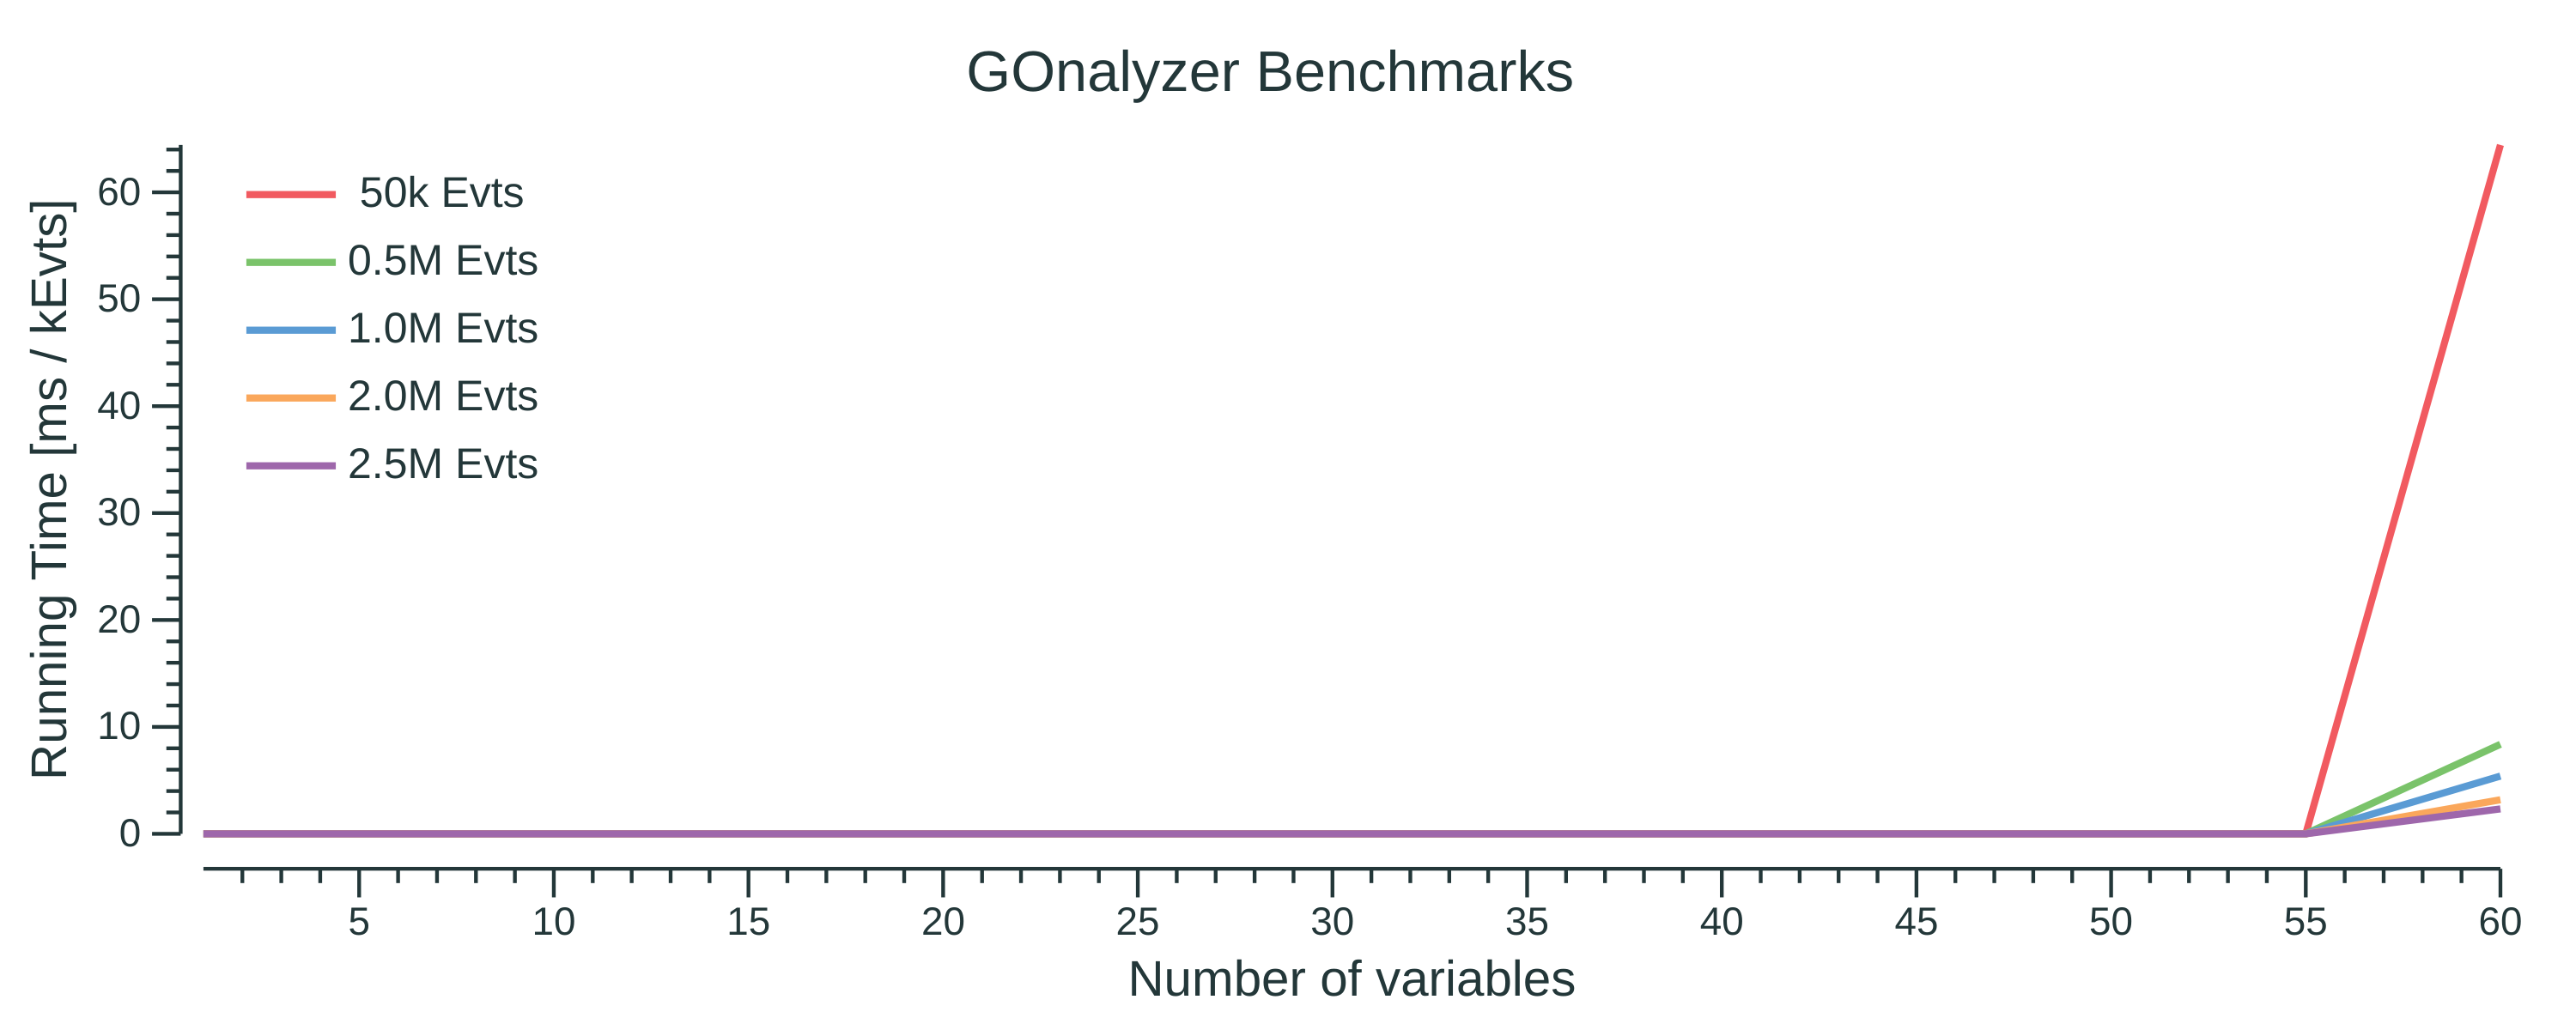 GOnalyzer Benchmarks
Running Time [ms / kEvts]
60
50
40
30
20
10
0
50k Evts
0.5M Evts
1.0M Evts
2.0M Evts
2.5M Evts
5 10 15 20 25 30 35 40 45 50 55 60
Number of variables